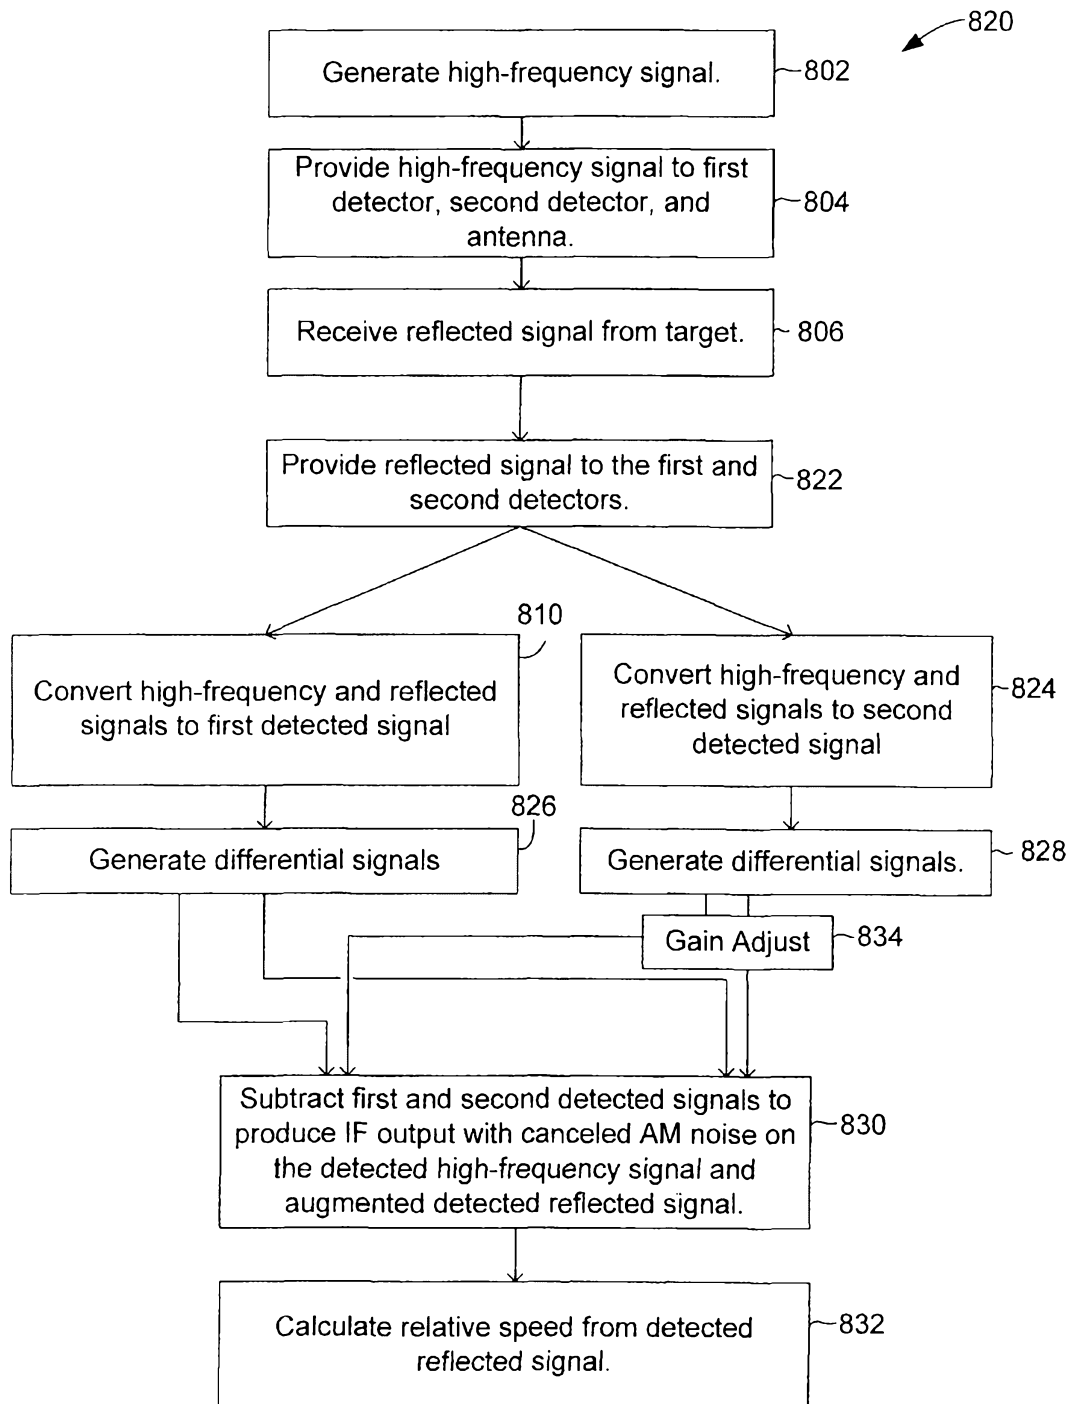 820
Generate high-frequency signal.
802
Provide high-frequency signal to first
detector, second detector, and
antenna.
804
Receive reflected signal from target.
806
Provide reflected signal to the first and
second detectors.
822
810
Convert high-frequency and reflected
signals to first detected signal
Convert high-frequency and
reflected signals to second
detected signal
824
826
Generate differential signals
Generate differential signals.
828
Gain Adjust
834
Subtract first and second detected signals to
produce IF output with canceled AM noise on
the detected high-frequency signal and
augmented detected reflected signal.
830
Calculate relative speed from detected
reflected signal.
832